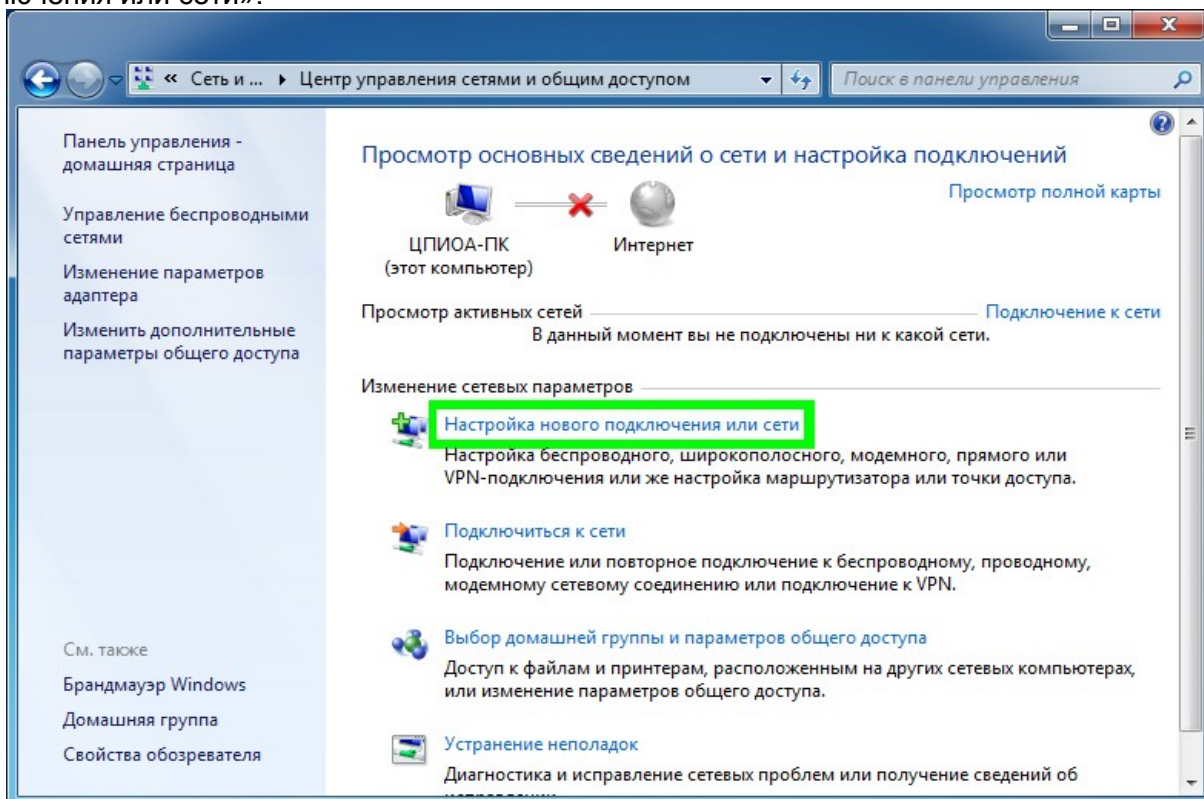 или сети».
« Сеть и ... ▸ Центр управления сетями и общим доступом
Поиск в панели управления
Панель управления -
домашняя страница
Управление беспроводными
сетями
Изменение параметров
адаптера
Изменить дополнительные
параметры общего доступа
См. также
Брандмауэр Windows
Домашняя группа
Свойства обозревателя
Просмотр основных сведений о сети и настройка подключений
Просмотр полной карты
ЦПИОА-ПК
(этот компьютер)
Интернет
Просмотр активных сетей
Подключение к сети
В данный момент вы не подключены ни к какой сети.
Изменение сетевых параметров
Настройка нового подключения или сети
Настройка беспроводного, широкополосного, модемного, прямого или
VPN-подключения или же настройка маршрутизатора или точки доступа.
Подключиться к сети
Подключение или повторное подключение к беспроводному, проводному,
модемному сетевому соединению или подключение к VPN.
Выбор домашней группы и параметров общего доступа
Доступ к файлам и принтерам, расположенным на других сетевых компьютерах,
или изменение параметров общего доступа.
Устранение неполадок
Диагностика и исправление сетевых проблем или получение сведений об